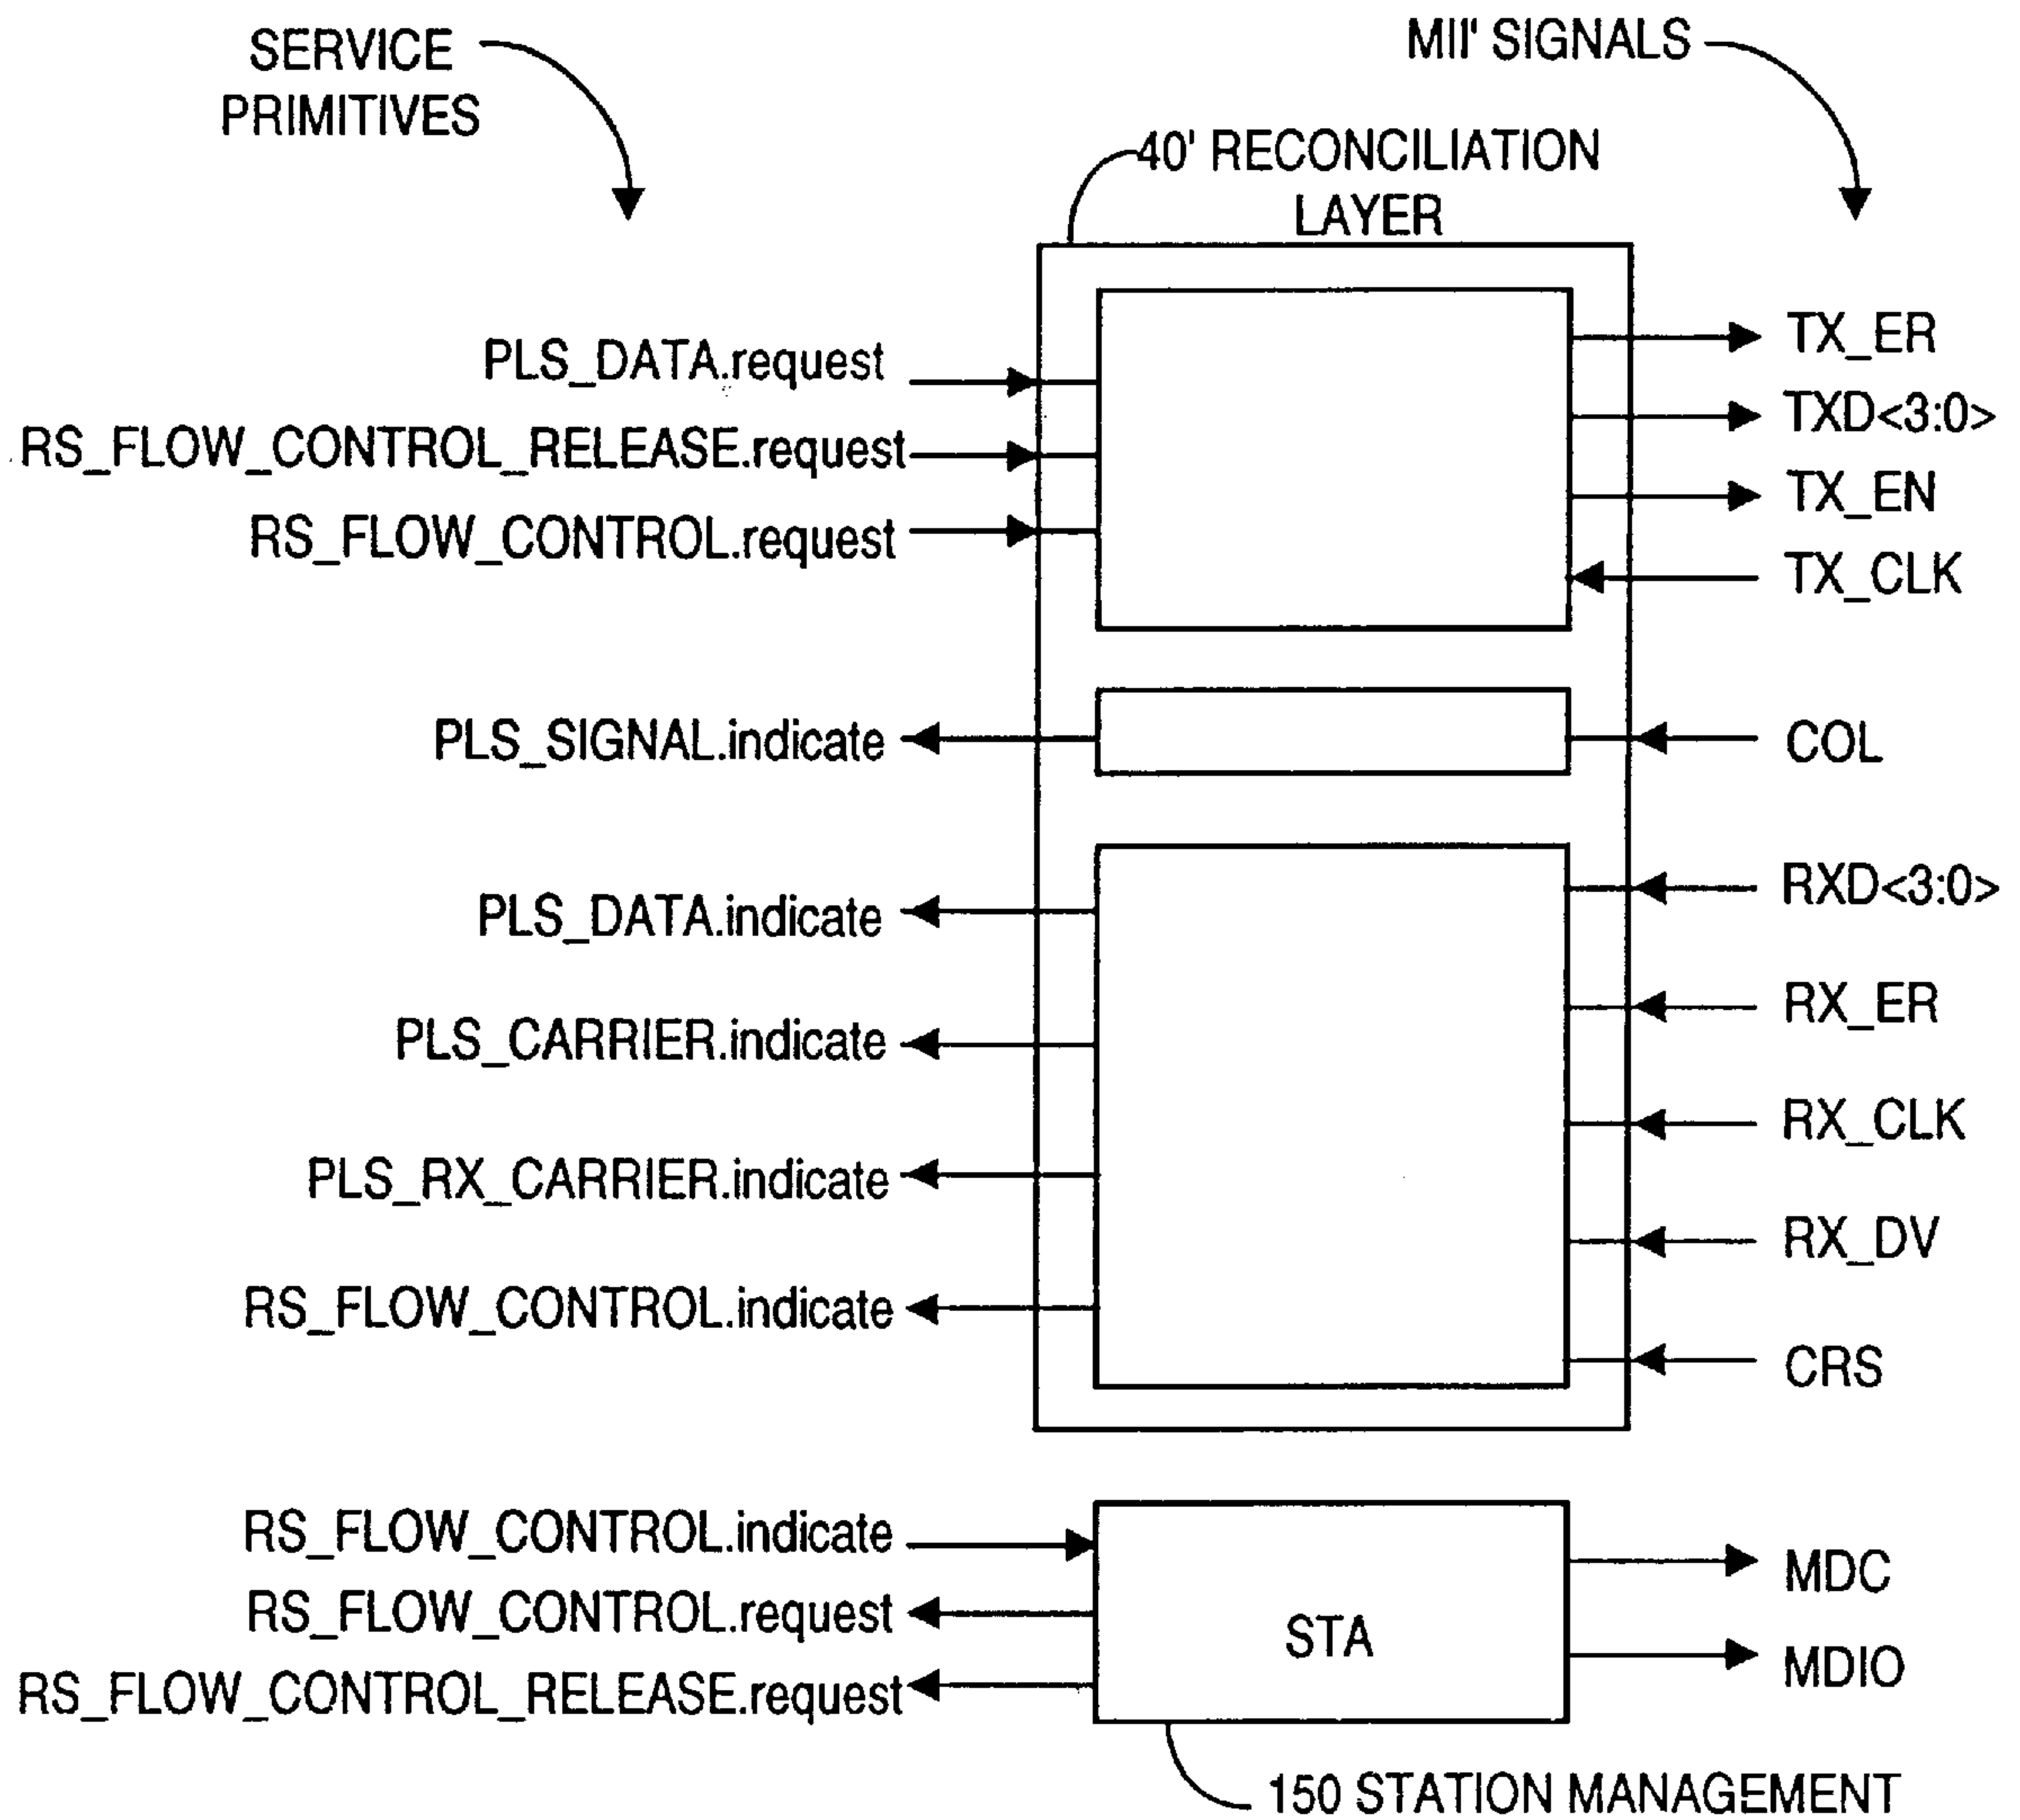 SERVICE
PRIMITIVES
MII' SIGNALS
40' RECONCILIATION
LAYER
PLS_DATA.request
RS_FLOW_CONTROL_RELEASE.request
RS_FLOW_CONTROL.request
TX_ER
TXD<3:0>
TX_EN
TX_CLK
PLS_SIGNAL.indicate
COL
PLS_DATA.indicate
PLS_CARRIER.indicate
PLS_RX_CARRIER.indicate
RS_FLOW_CONTROL.indicate
RXD<3:0>
RX_ER
RX_CLK
RX_DV
CRS
RS_FLOW_CONTROL.indicate
RS_FLOW_CONTROL.request
RS_FLOW_CONTROL_RELEASE.request
STA
MDC
MDIO
150 STATION MANAGEMENT